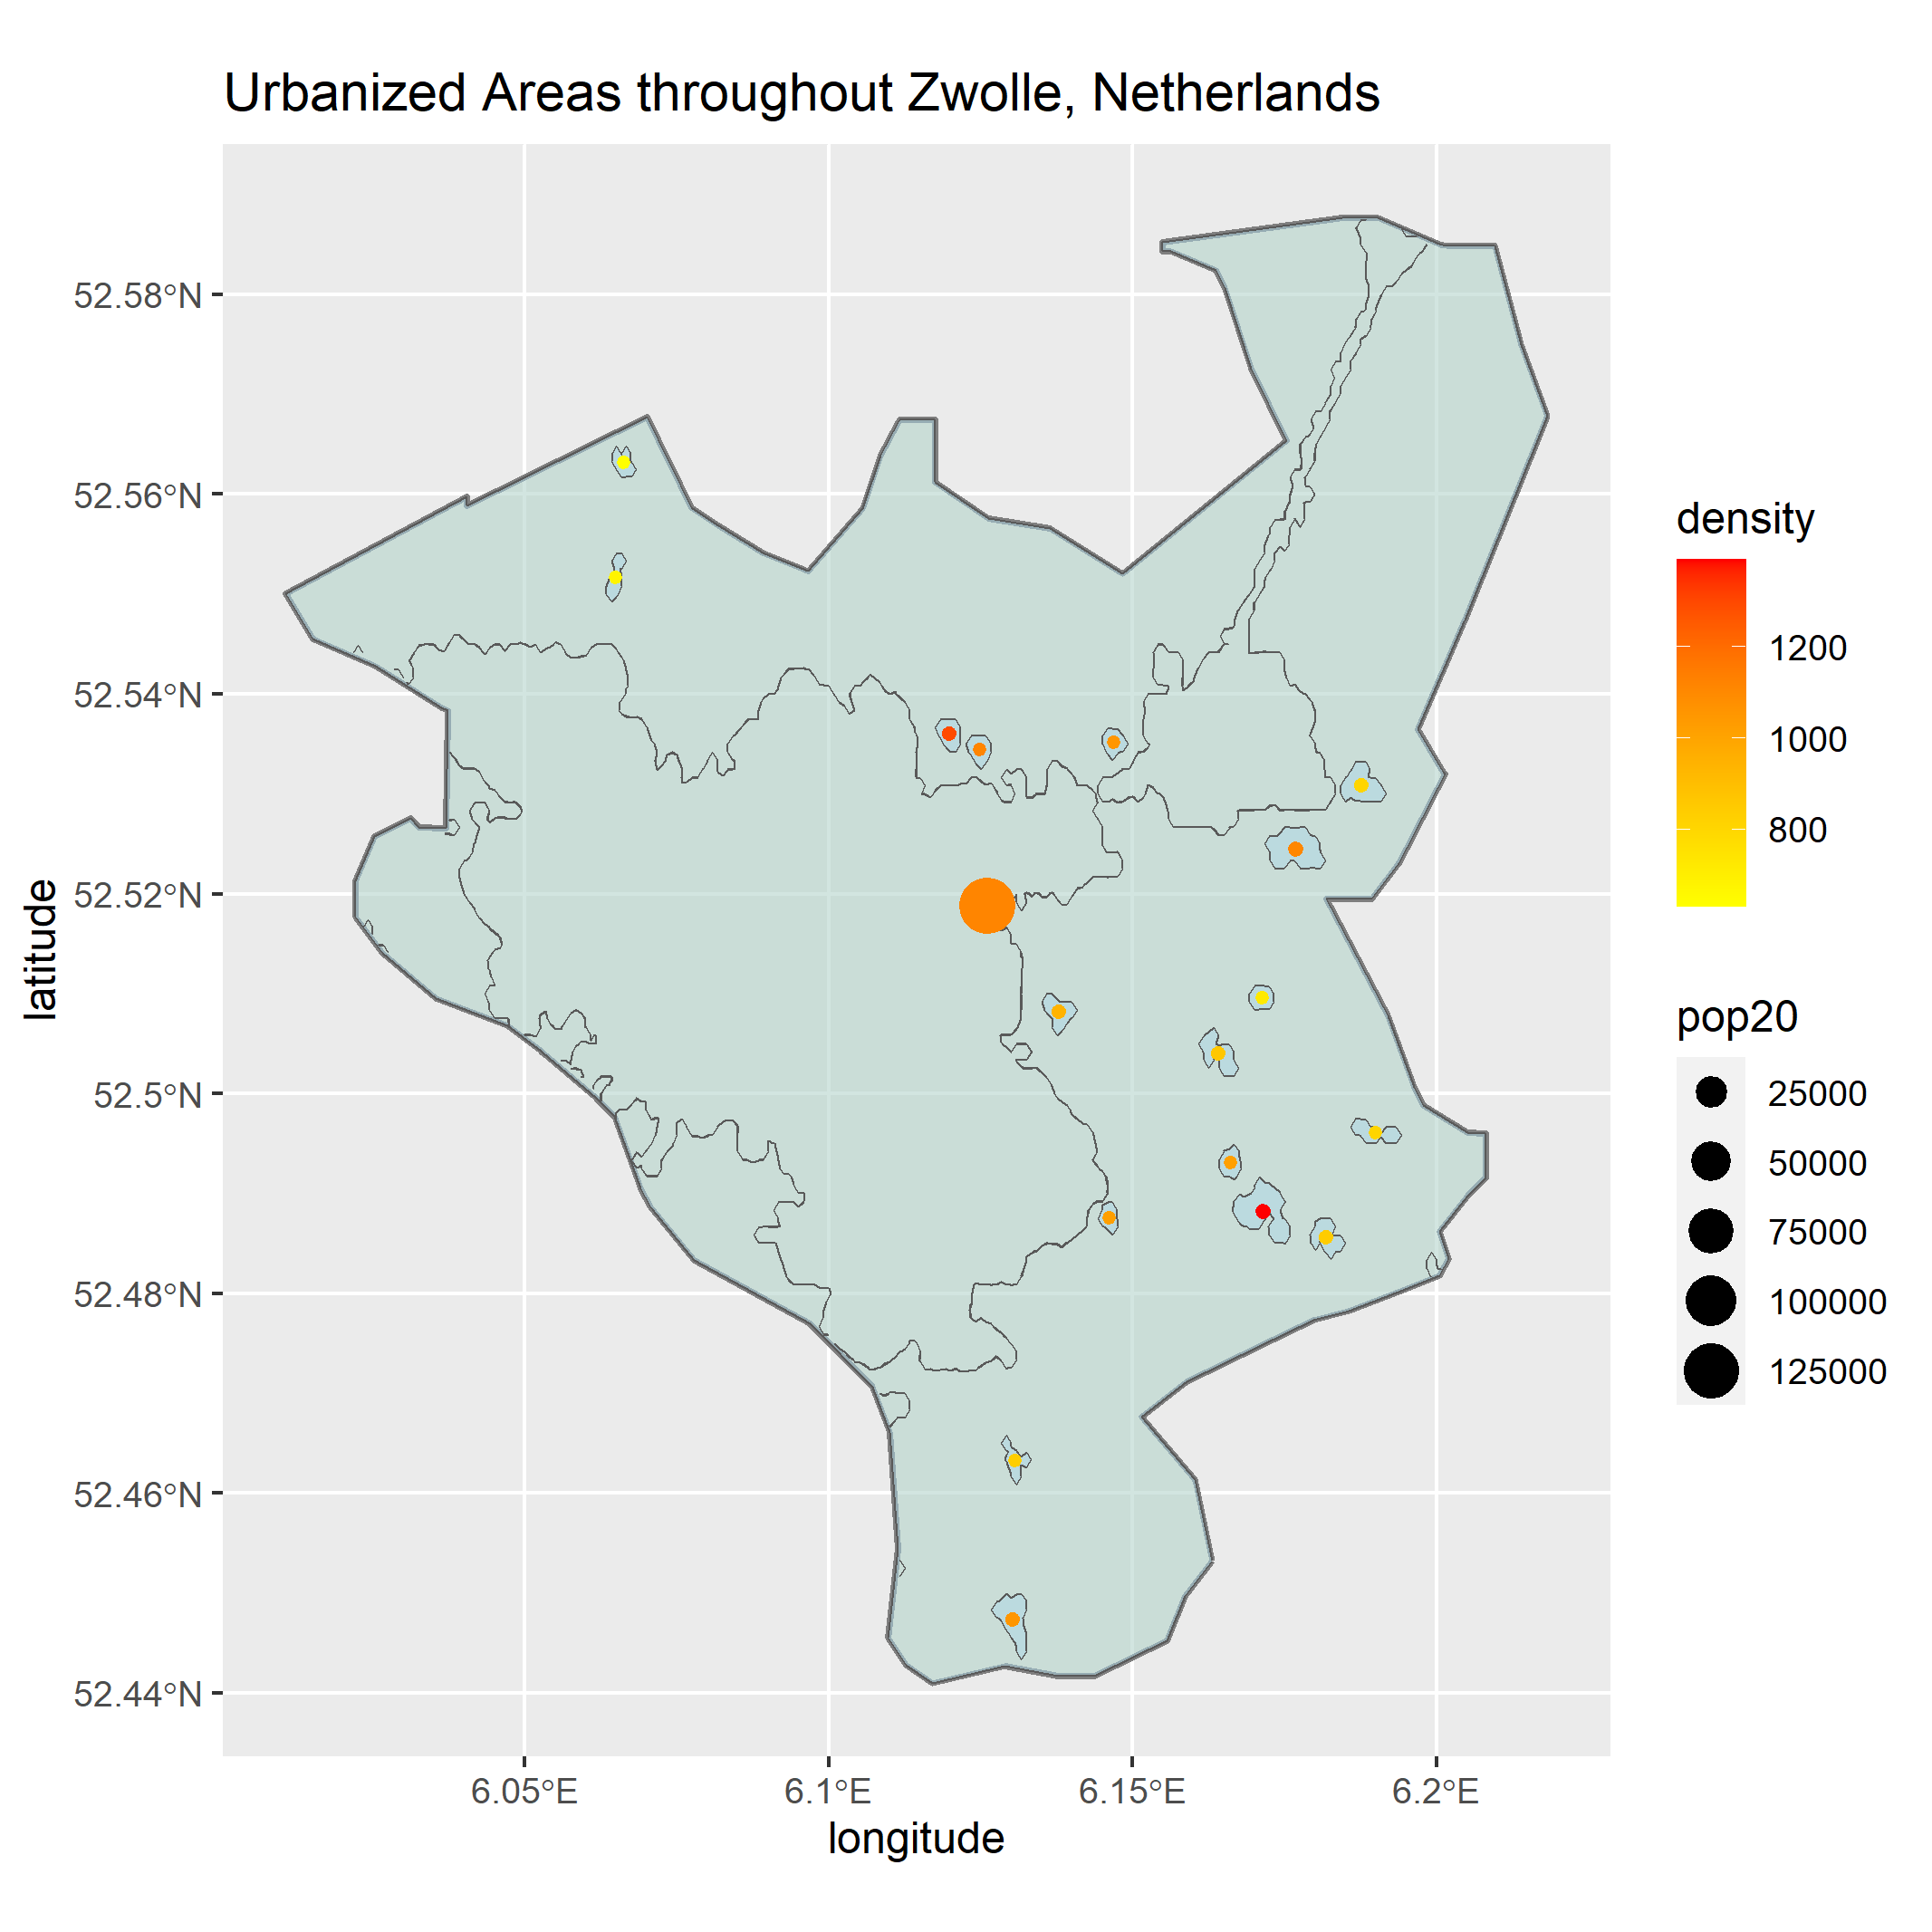 Urbanized Areas throughout Zwolle, Netherlands
52.58°N
52.56°N
52.54°N
52.52°N
52.5°N
52.48°N
52.46°N
52.44°N
latitude
6.05°E
6.1°E
6.15°E
6.2°E
longitude
density
1200
1000
800
pop20
25000
50000
75000
100000
125000